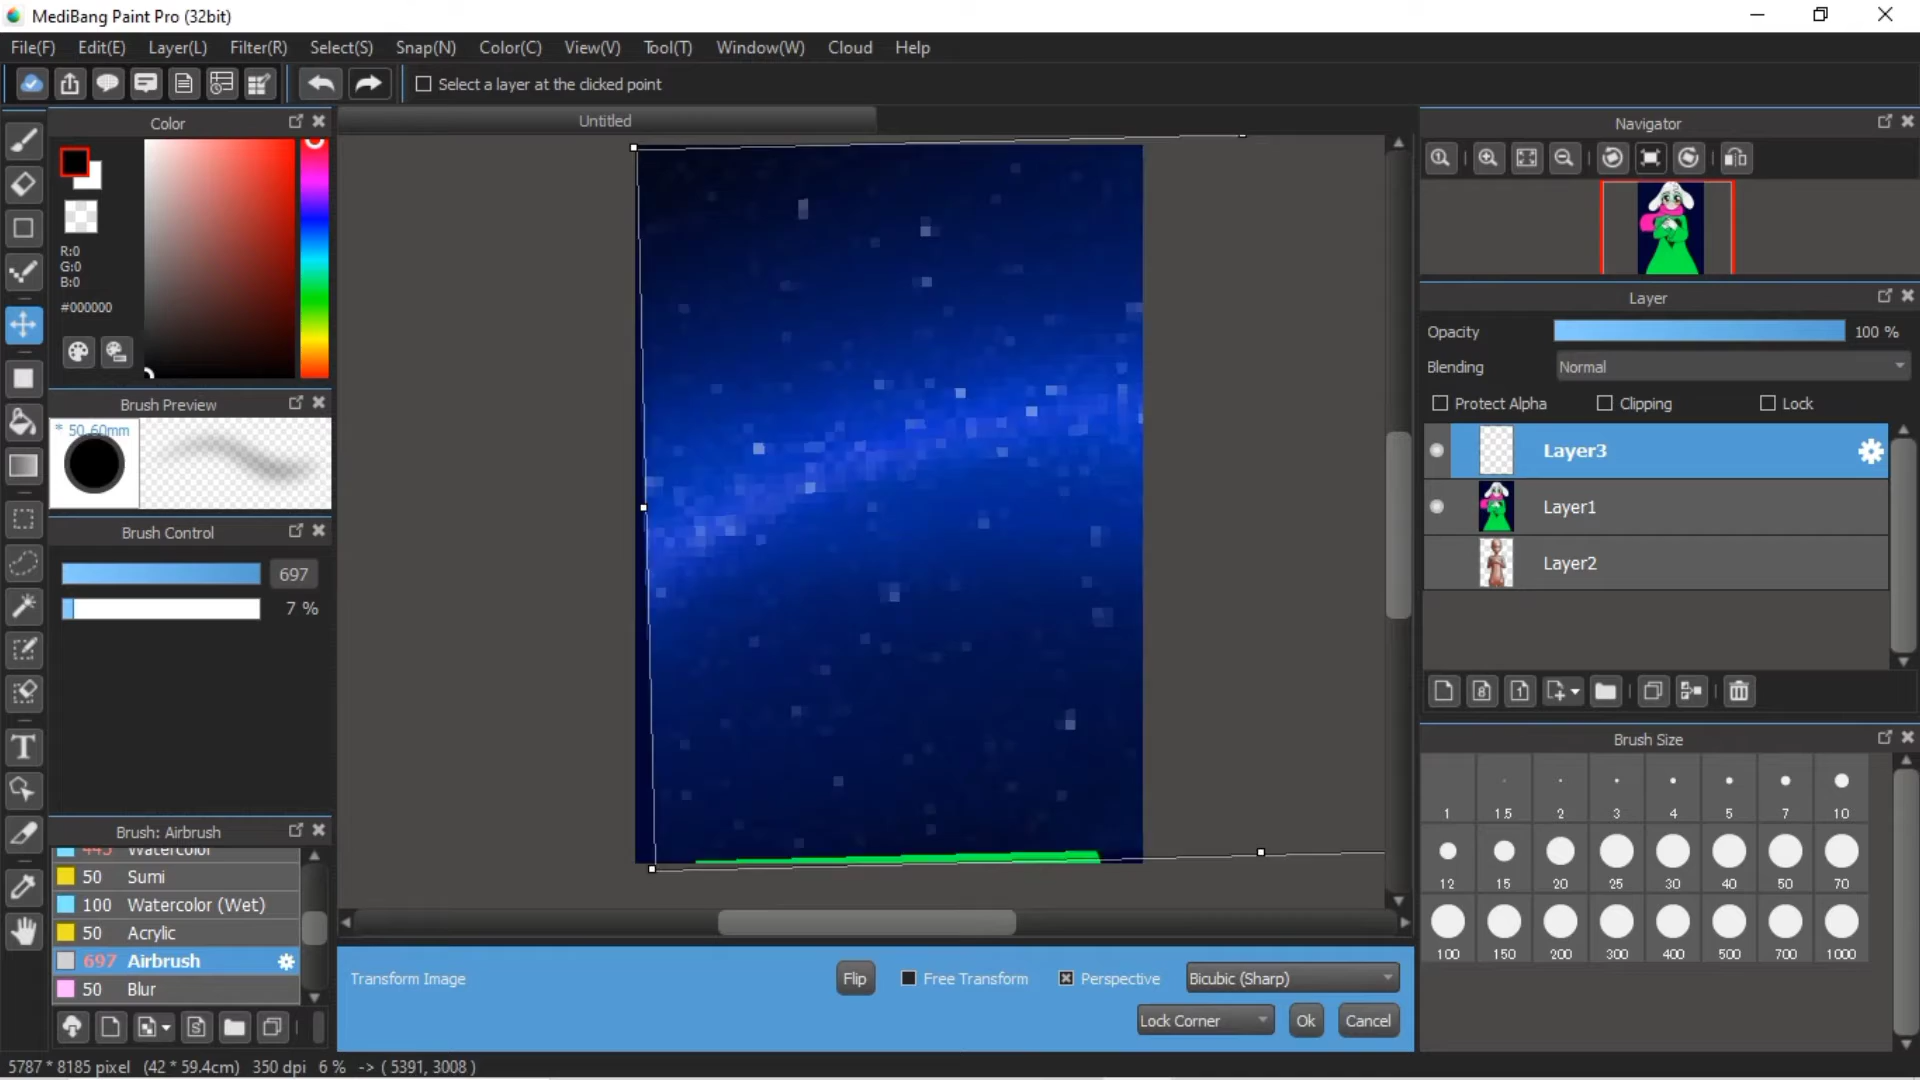 MediBang Paint Pro (32bit)
File(F) Edit(E) Layer(L) Filter(R) Select(S) Snap(N) Color(C) View(V) Tool(T) Window(W) Cloud Help
Select a layer at the clicked point
Color
R:0
G:0
B:0
#000000
Brush Preview
* 50.60mm
Brush Control
697
7 %
Brush: Airbrush
445 Watercolor
50 Sumi
100 Watercolor (Wet)
50 Acrylic
697 Airbrush
50 Blur
Untitled
Transform Image
Flip
Free Transform
Perspective
Bicubic (Sharp)
Lock Corner
Ok
Cancel
Navigator
Layer
Opacity 100 %
Blending Normal
Protect Alpha Clipping Lock
Layer3
Layer1
Layer2
Brush Size
1 1.5 2 3 4 5 7 10
12 15 20 25 30 40 50 70
100 150 200 300 400 500 700 1000
5787 * 8185 pixel (42 * 59.4cm) 350 dpi 6 % -> ( 5391, 3008 )